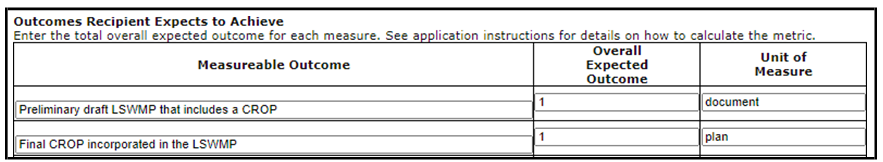 Outcomes Recipient Expects to Achieve
Enter the total overall expected outcome for each measure. See application instructions for details on how to calculate the metric.
Measureable Outcome
Overall
Expected
Outcome
Unit of
Measure
Preliminary draft LSWMP that includes a CROP
1
document
Final CROP incorporated in the LSWMP
1
plan